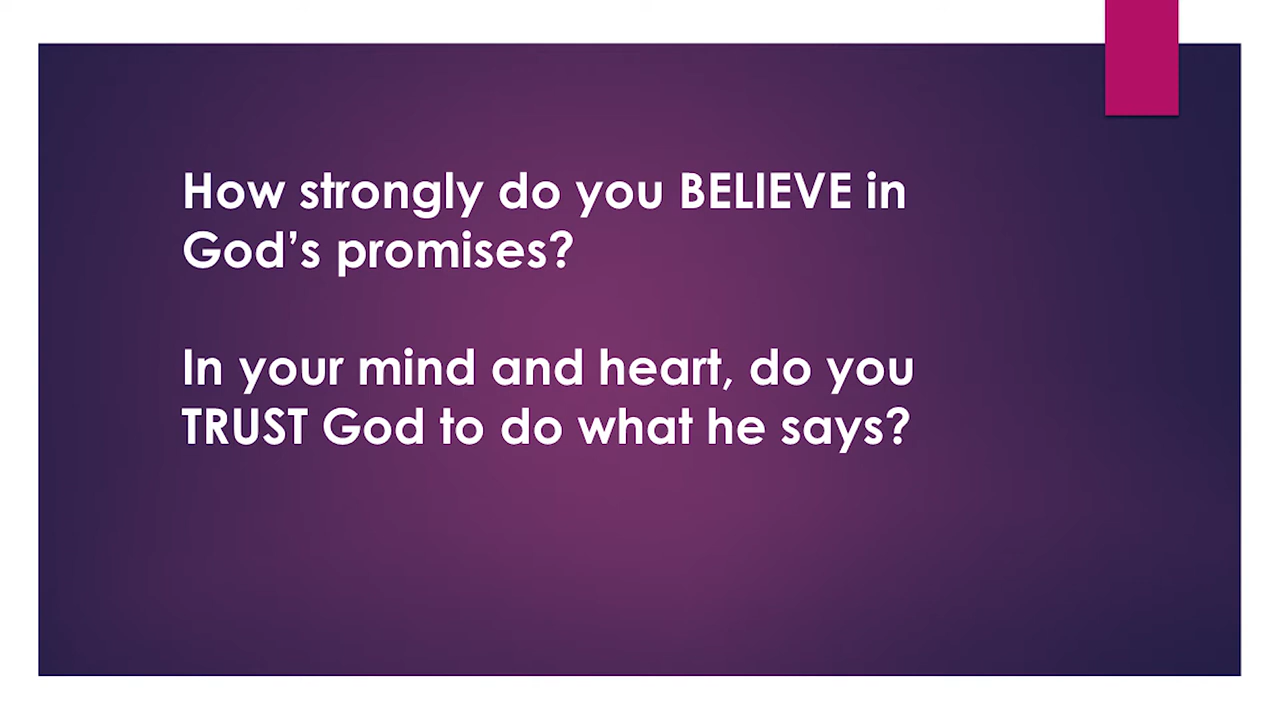 How strongly do you BELIEVE in
God’s promises?
In your mind and heart, do you
TRUST God to do what he says?